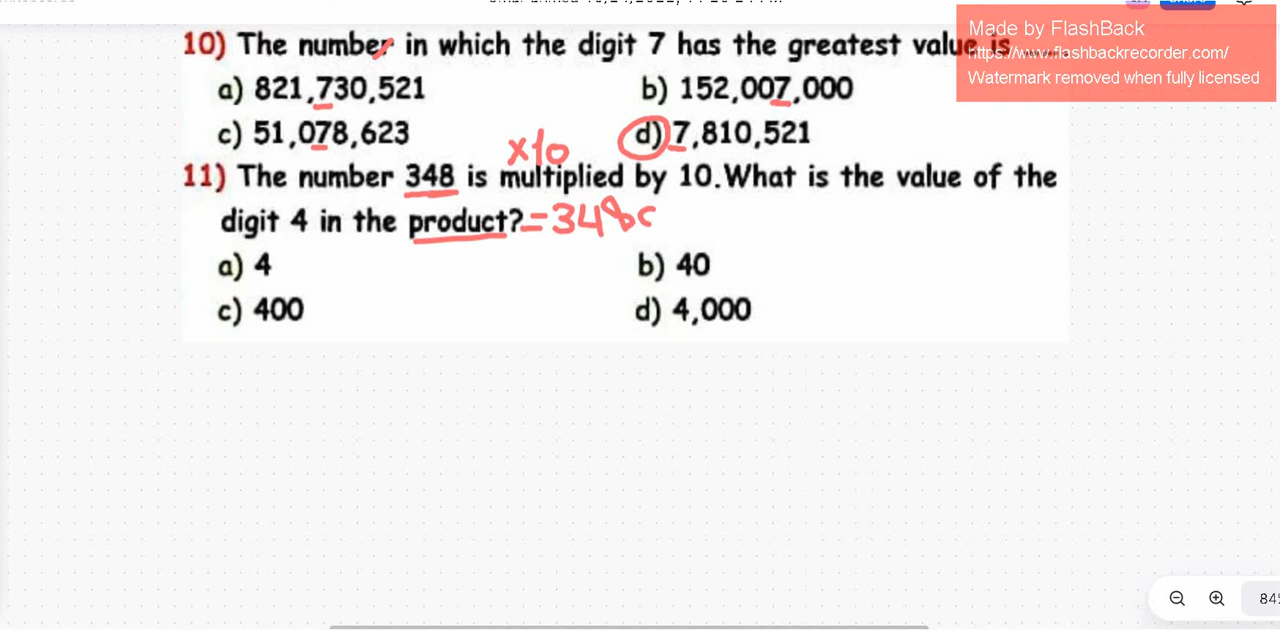 10) The number in which the digit 7 has the greatest value is
Made by FlashBack
https://www.flashbackrecorder.com/
Watermark removed when fully licensed
a) 821,730,521 b) 152,007,000
c) 51,078,623 d) 7,810,521
x10
11) The number 348 is multiplied by 10.What is the value of the
digit 4 in the product? =348c
a) 4 b) 40
c) 400 d) 4,000
84